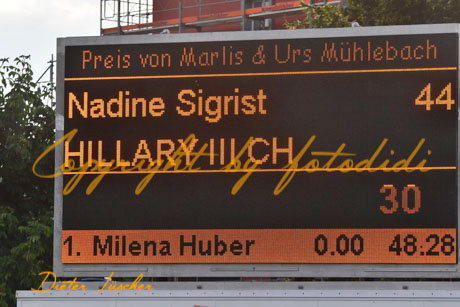 Preis von Marlis & Urs Mühlebach
Nadine Sigrist 44
HILLARY III CH
Copyright by fotodidi
30
1. Milena Huber 0.00 48:28
Dieter Tuscher